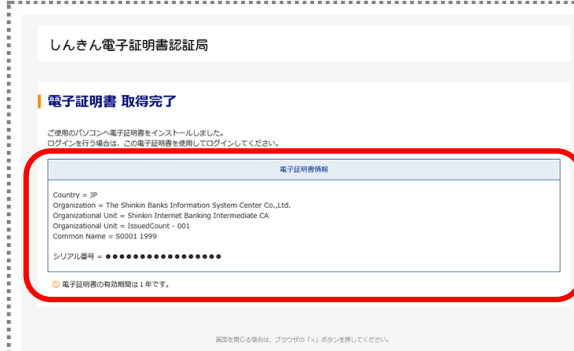 しんきん電子証明書認証局
電子証明書 取得完了
ご使用のパソコンへ電子証明書をインストールしました。
ログインを行う場合は、この電子証明書を使用してログインしてください。
電子証明書情報
Country = JP
Organization = The Shinkin Banks Information System Center Co.,Ltd.
Organizational Unit = Shinkin Internet Banking Intermediate CA
Organizational Unit = IssuedCount - 001
Common Name = S0001 1999
シリアル番号 = ●●●●●●●●●●●●●●●●●
電子証明書の有効期間は1年です。
画面を閉じる場合は、ブラウザの「×」ボタンを押してください。